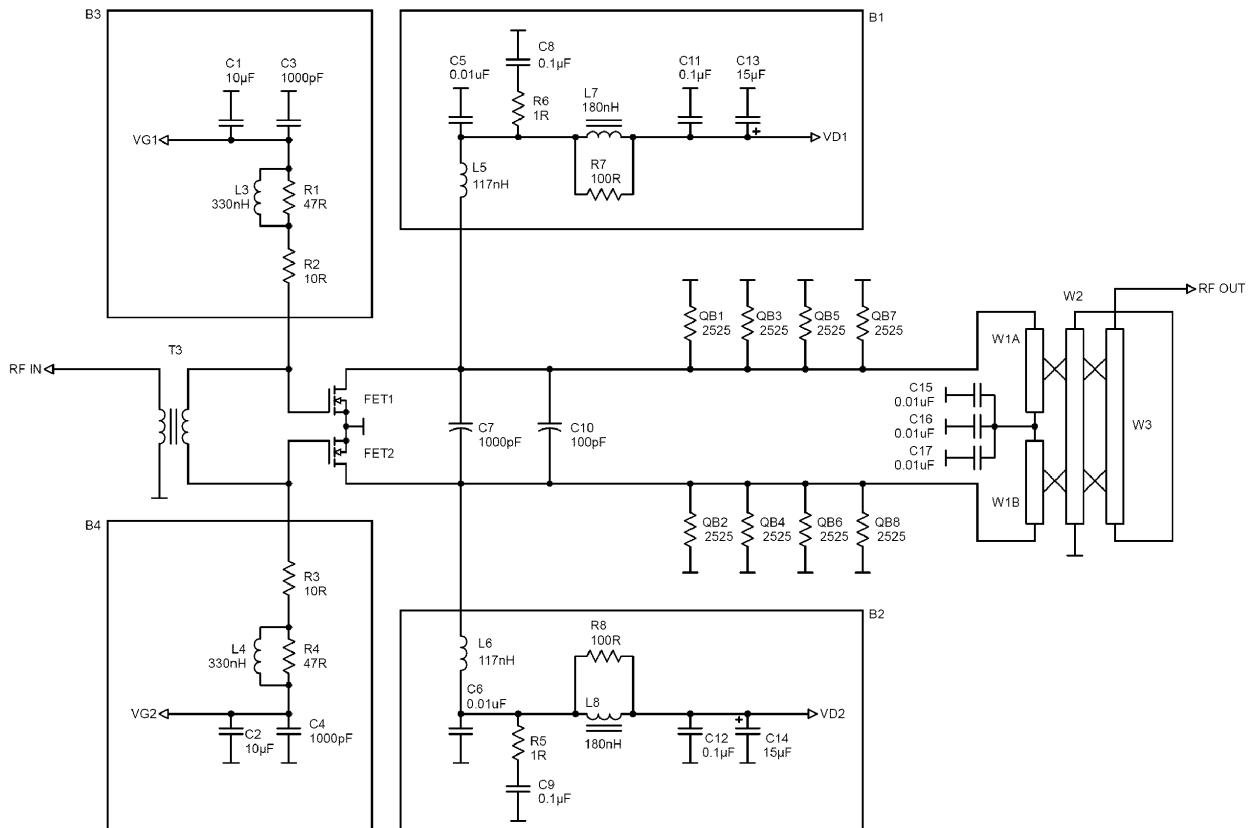 B3
C1
10µF
C3
1000pF
VG1
L3
330nH
R1
47R
R2
10R
B1
C5
0.01uF
C8
0.1µF
R6
1R
L7
180nH
R7
100R
C11
0.1µF
C13
15µF
+
VD1
L5
117nH
T3
RF IN
FET1
FET2
C7
1000pF
C10
100pF
QB1
2525
QB3
2525
QB5
2525
QB7
2525
W2
RF OUT
W1A
C15
0.01uF
C16
0.01uF
C17
0.01uF
W3
W1B
QB2
2525
QB4
2525
QB6
2525
QB8
2525
B4
R3
10R
L4
330nH
R4
47R
VG2
C2
10µF
C4
1000pF
B2
L6
117nH
C6
0.01uF
R8
100R
L8
180nH
R5
1R
C9
0.1µF
C12
0.1µF
+
C14
15µF
VD2